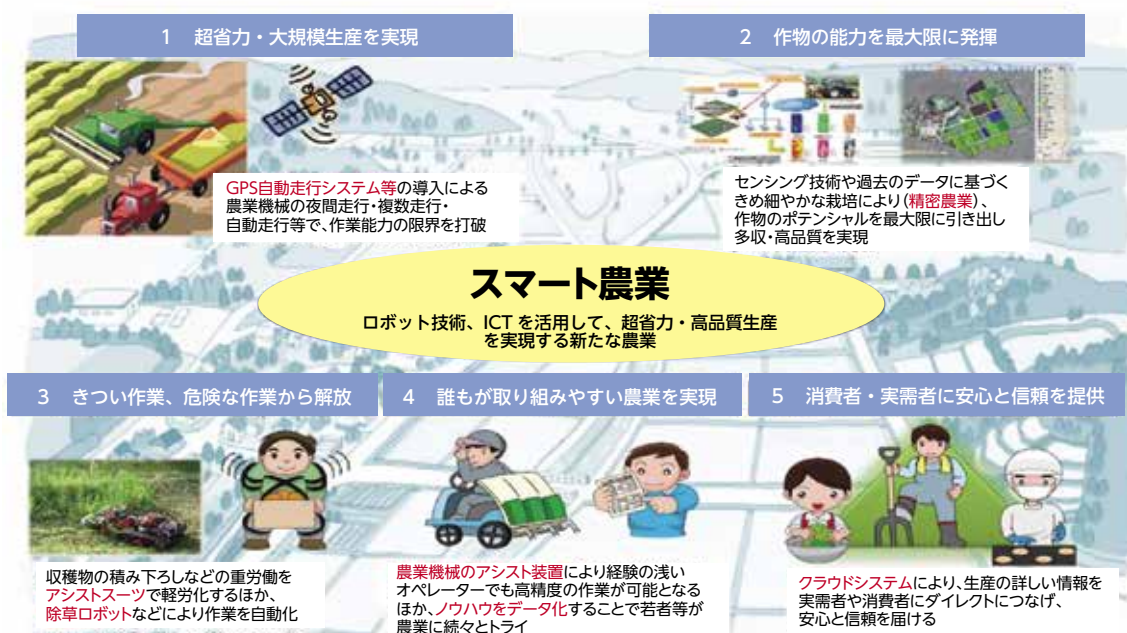 1 超省力・大規模生産を実現
GPS自動走行システム等の導入による
農業機械の夜間走行・複数走行・
自動走行等で、作業能力の限界を打破
2 作物の能力を最大限に発揮
センシング技術や過去のデータに基づく
きめ細やかな栽培により(精密農業)、
作物のポテンシャルを最大限に引き出し
多収・高品質を実現
スマート農業
ロボット技術、ICTを活用して、超省力・高品質生産
を実現する新たな農業
3 きつい作業、危険な作業から解放
収穫物の積み下ろしなどの重労働を
アシストスーツで軽労化するほか、
除草ロボットなどにより作業を自動化
4 誰もが取り組みやすい農業を実現
農業機械のアシスト装置により経験の浅い
オペレーターでも高精度の作業が可能となる
ほか、ノウハウをデータ化することで若者等が
農業に続々とトライ
5 消費者・実需者に安心と信頼を提供
クラウドシステムにより、生産の詳しい情報を
実需者や消費者にダイレクトにつなげ、
安心と信頼を届ける